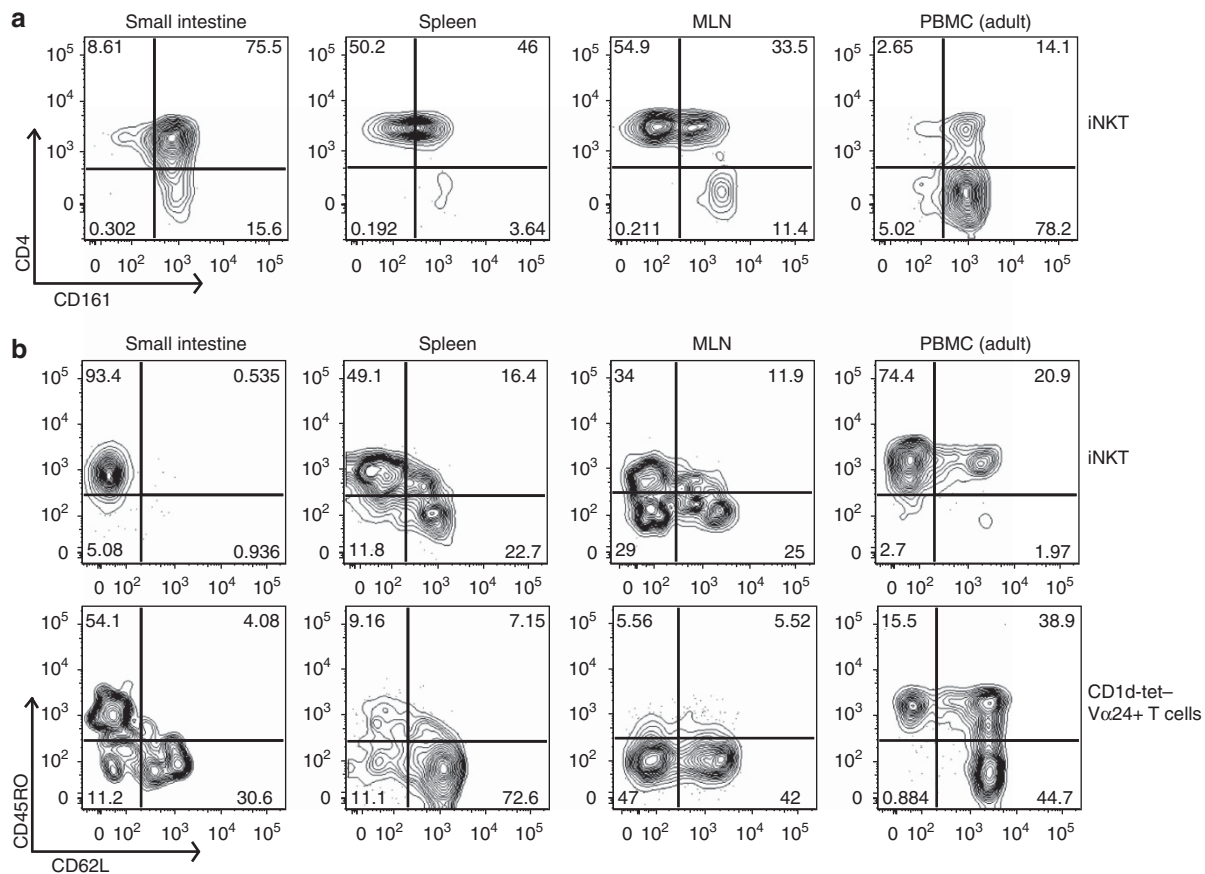 a
Small intestine Spleen MLN PBMC (adult)
8.61 75.5 50.2 46 54.9 33.5 2.65 14.1
10⁵ 10⁵ 10⁵ 10⁵
10⁴ 10⁴ 10⁴ 10⁴
iNKT
10³ 10³ 10³ 10³
0 0 0 0
0.302 15.6 0.192 3.64 0.211 11.4 5.02 78.2
0 10² 10³ 10⁴ 10⁵ 0 10² 10³ 10⁴ 10⁵ 0 10² 10³ 10⁴ 10⁵ 0 10² 10³ 10⁴ 10⁵
CD4
CD161
b
Small intestine Spleen MLN PBMC (adult)
93.4 0.535 49.1 16.4 34 11.9 74.4 20.9
10⁵ 10⁵ 10⁵ 10⁵
10⁴ 10⁴ 10⁴ 10⁴
10³ 10³ 10³ 10³
iNKT
10² 10² 10² 10²
0 0 0 0
5.08 0.936 11.8 22.7 29 25 2.7 1.97
0 10² 10³ 10⁴ 10⁵ 0 10² 10³ 10⁴ 10⁵ 0 10² 10³ 10⁴ 10⁵ 0 10² 10³ 10⁴ 10⁵
54.1 4.08 9.16 7.15 5.56 5.52 15.5 38.9
10⁵ 10⁵ 10⁵ 10⁵
10⁴ 10⁴ 10⁴ 10⁴
CD1d-tet–
Vα24+ T cells
10³ 10³ 10³ 10³
10² 10² 10² 10²
0 0 0 0
11.2 30.6 11.1 72.6 47 42 0.884 44.7
0 10² 10³ 10⁴ 10⁵ 0 10² 10³ 10⁴ 10⁵ 0 10² 10³ 10⁴ 10⁵ 0 10² 10³ 10⁴ 10⁵
CD45RO
CD62L